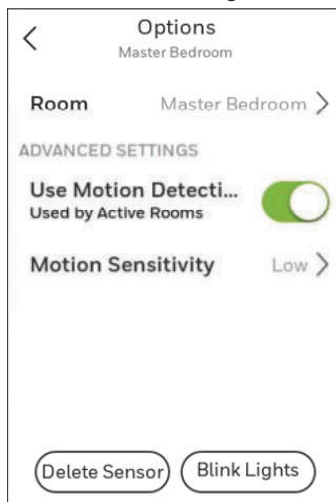 Options
Master Bedroom
Room Master Bedroom
ADVANCED SETTINGS
Use Motion Detecti...
Used by Active Rooms
Motion Sensitivity Low
Delete Sensor Blink Lights